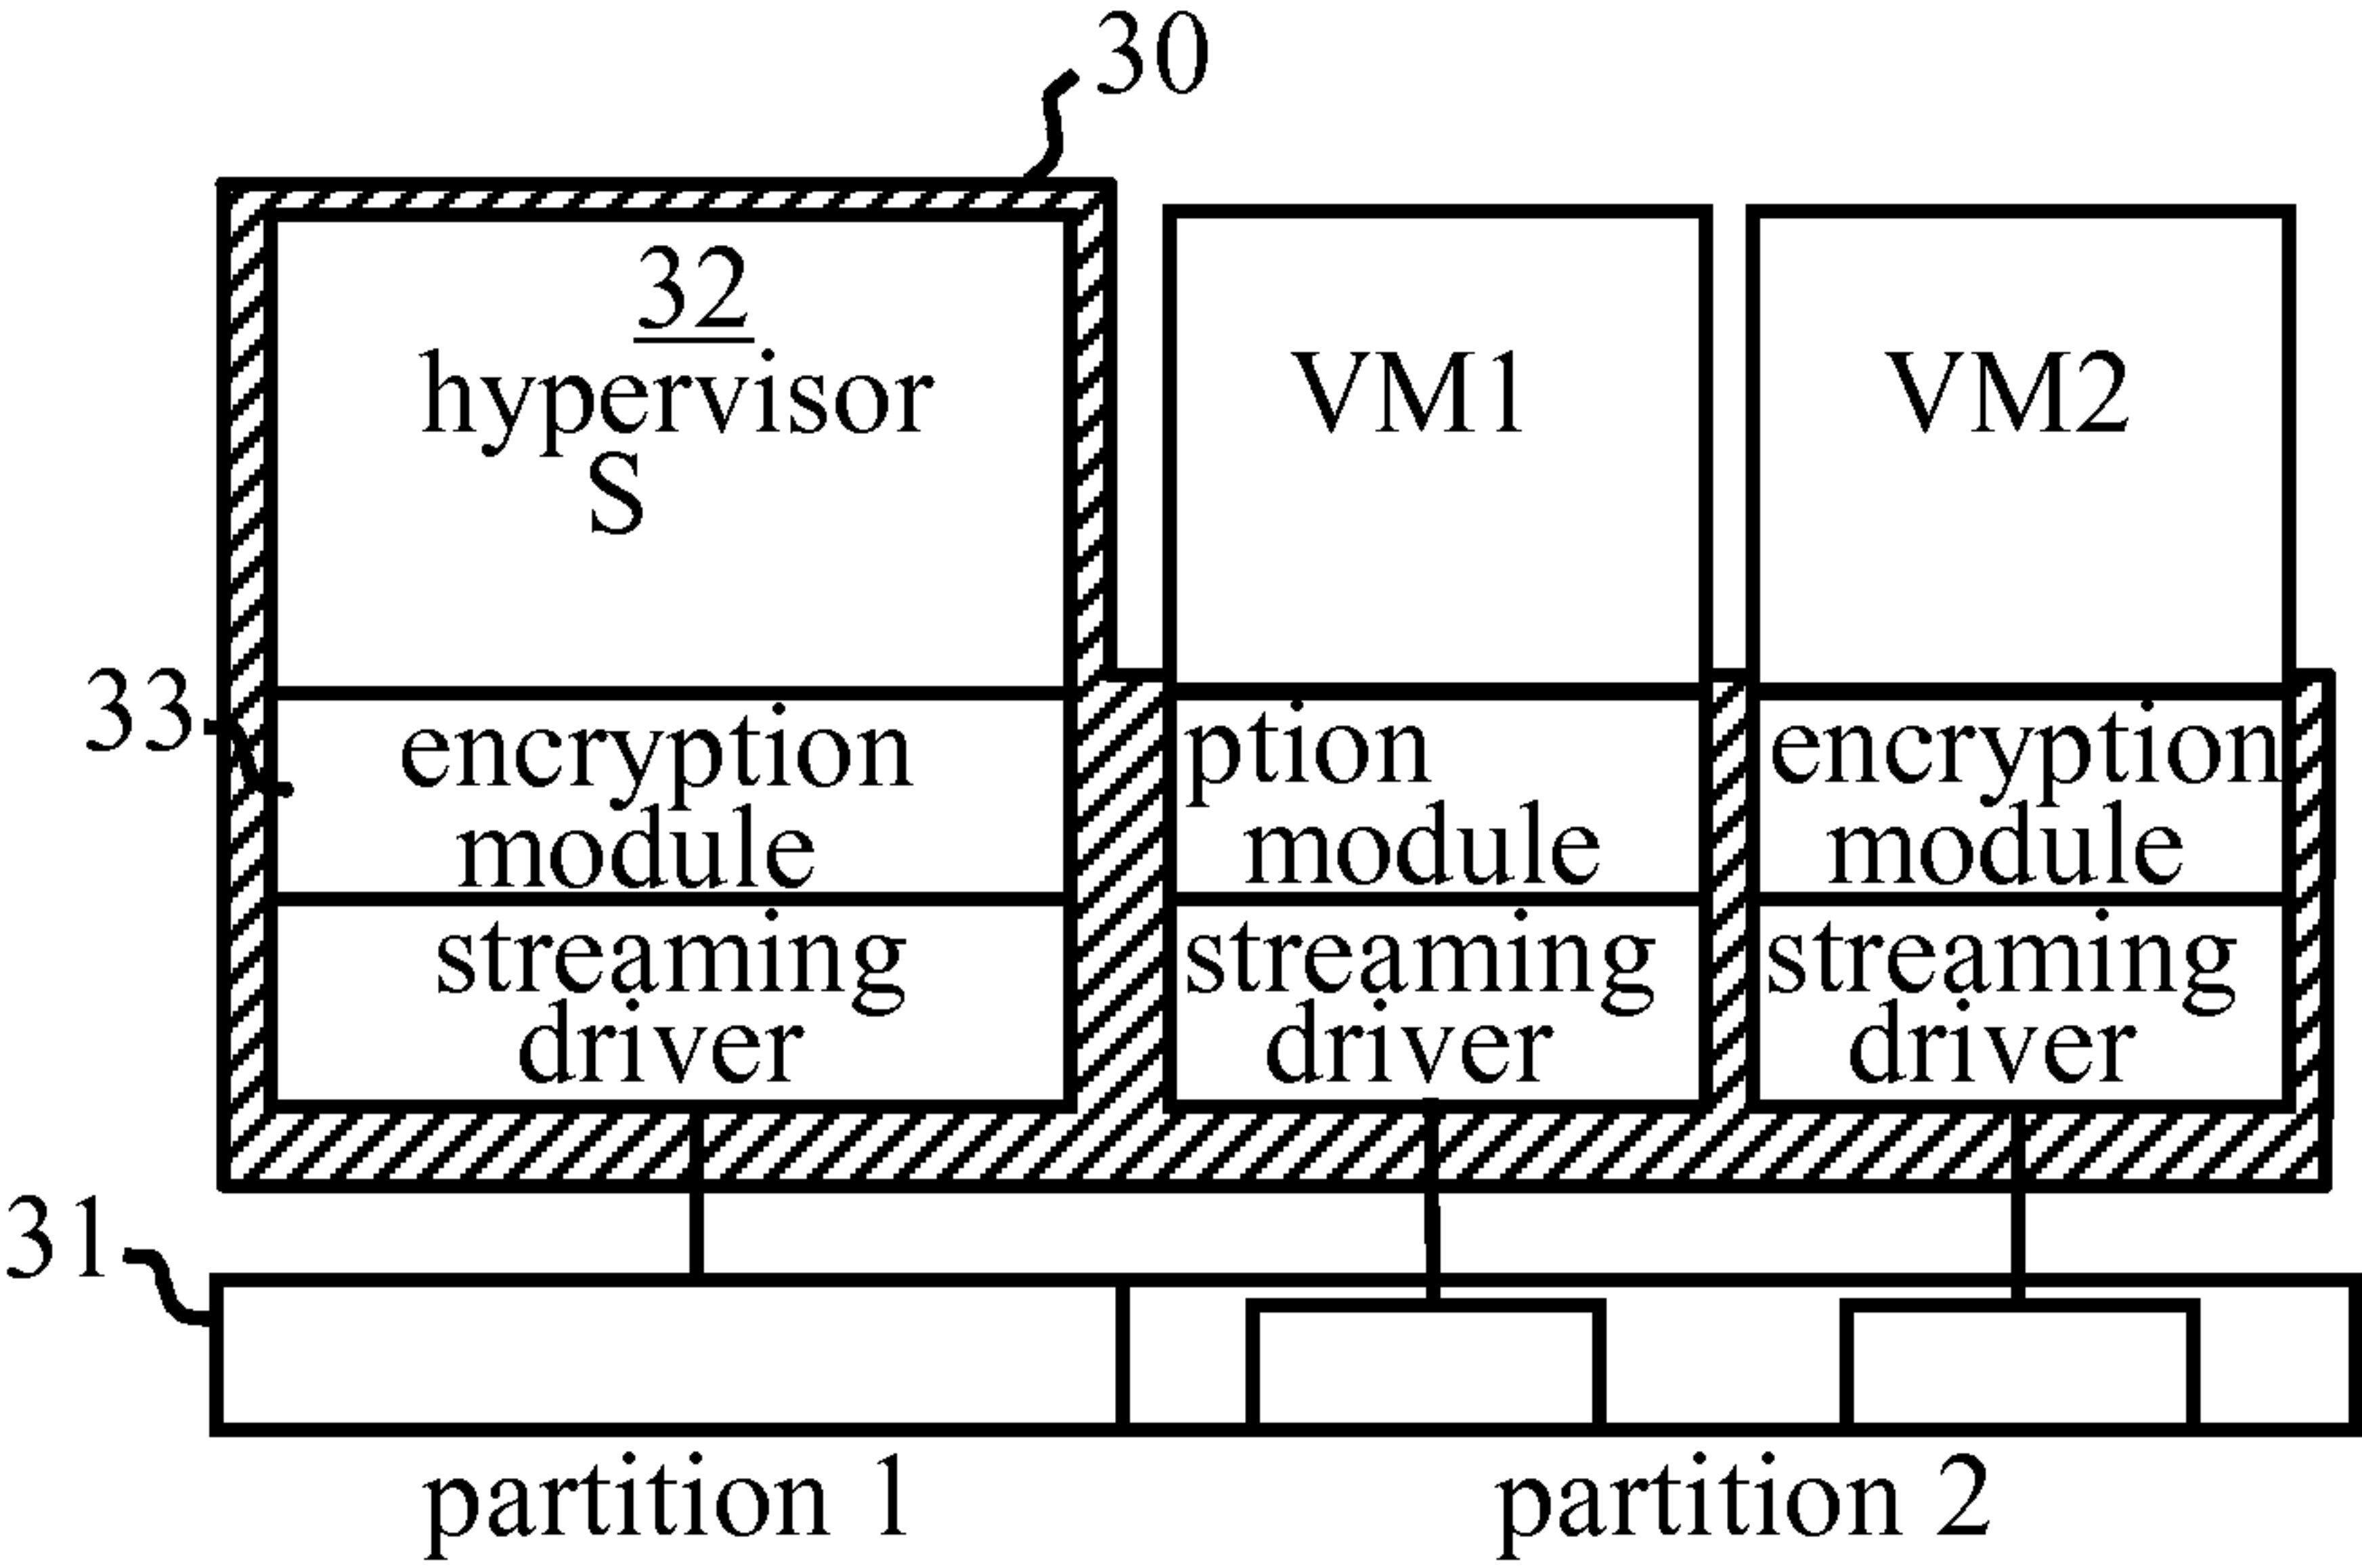 30
32
hypervisor
S
VM1
VM2
33
encryption
module
ption
module
encryption
module
streaming
driver
streaming
driver
streaming
driver
31
partition 1
partition 2